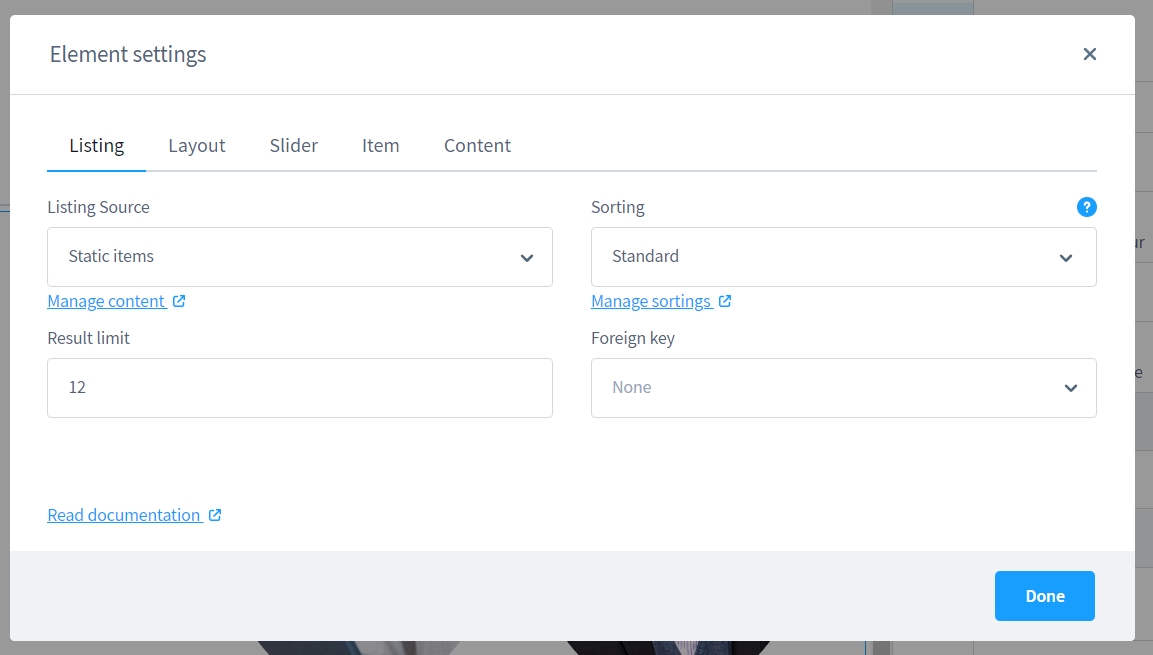 Element settings
Listing Layout Slider Item Content
Listing Source
Sorting
?
Static items
Standard
Manage content
Manage sortings
Result limit
Foreign key
12
None
Read documentation
Done